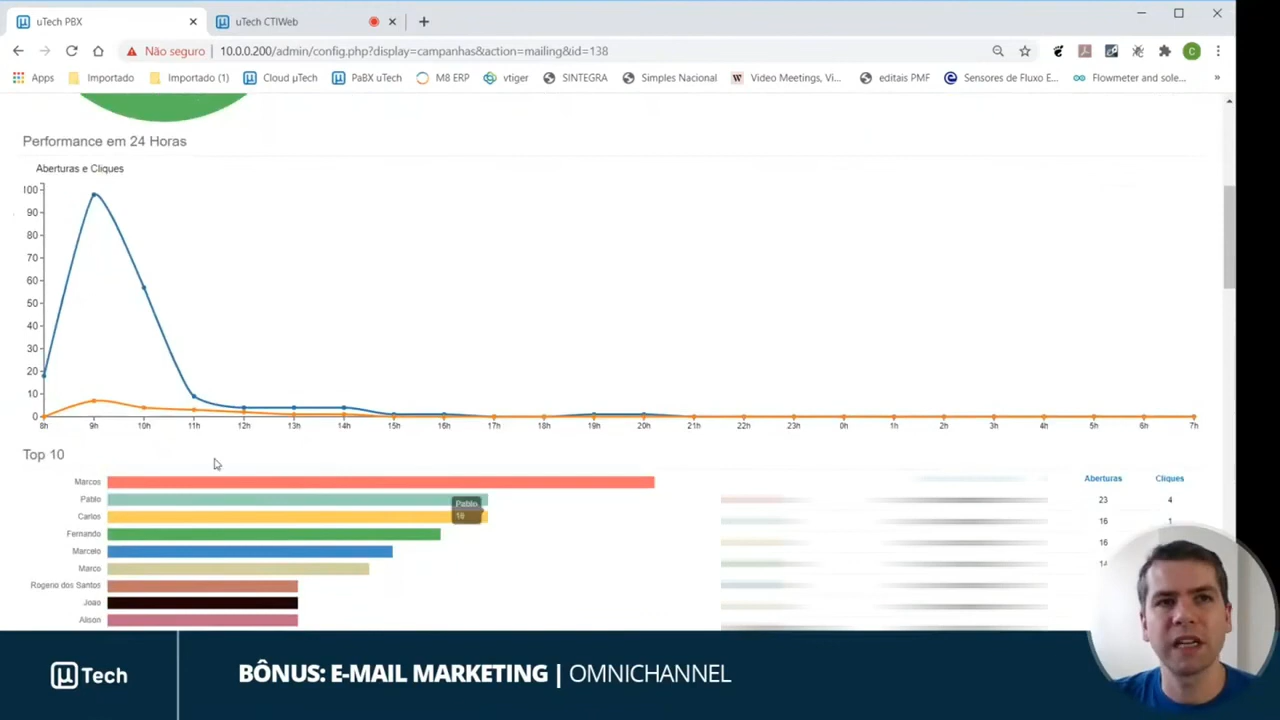 uTech PBX
uTech CTIWeb
Não seguro
10.0.0.200/admin/config.php?display=campanhas&action=mailing&id=138
Apps
Importado
Importado (1)
Cloud µTech
PaBX uTech
M8 ERP
vtiger
SINTEGRA
Simples Nacional
Video Meetings, Vi...
editais PMF
Sensores de Fluxo E...
Flowmeter and sole...
»
Performance em 24 Horas
Aberturas e Cliques
100
90
80
70
60
50
40
30
20
10
0
8h 9h 10h 11h 12h 13h 14h 15h 16h 17h 18h 19h 20h 21h 22h 23h 0h 1h 2h 3h 4h 5h 6h 7h
Top 10
Marcos
Pablo
Carlos
Fernando
Marcelo
Marco
Rogerio dos Santos
Joao
Alison
Pablo
16
Aberturas Cliques
23 4
16 1
16
14
µTech
BÔNUS: E-MAIL MARKETING | OMNICHANNEL